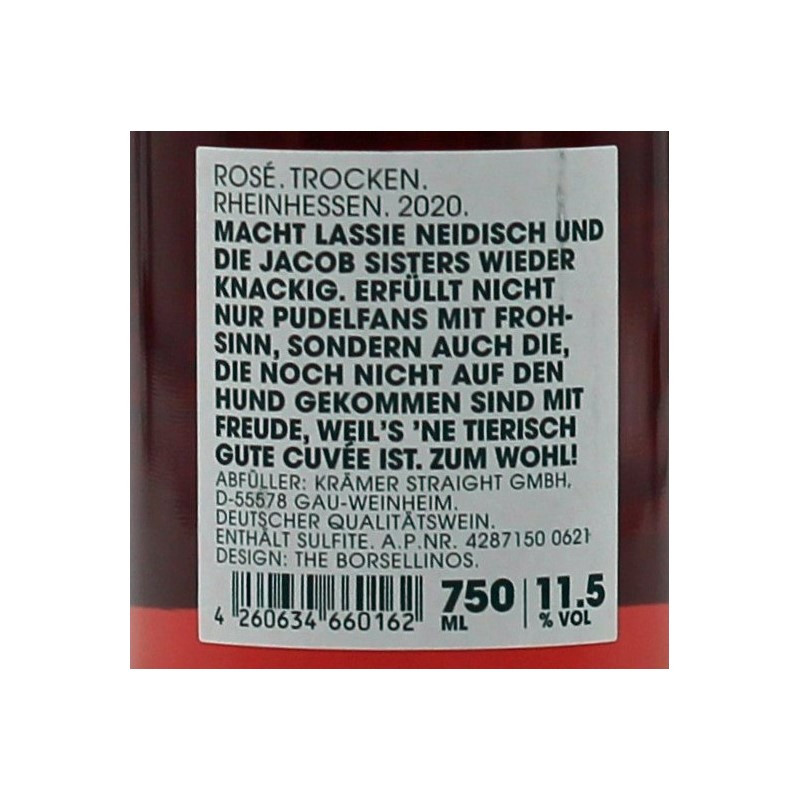 ROSÉ. TROCKEN.
RHEINHESSEN. 2020.
MACHT LASSIE NEIDISCH UND
DIE JACOB SISTERS WIEDER
KNACKIG. ERFÜLLT NICHT
NUR PUDELFANS MIT FROH-
SINN, SONDERN AUCH DIE,
DIE NOCH NICHT AUF DEN
HUND GEKOMMEN SIND MIT
FREUDE, WEIL'S 'NE TIERISCH
GUTE CUVÉE IST. ZUM WOHL!
ABFÜLLER: KRÄMER STRAIGHT GMBH,
D-55578 GAU-WEINHEIM.
DEUTSCHER QUALITÄTSWEIN.
ENTHÄLT SULFITE. A.P.NR. 4287150 0621
DESIGN: THE BORSELLINOS.
4 260634 660162
750 ML | 11.5 % VOL